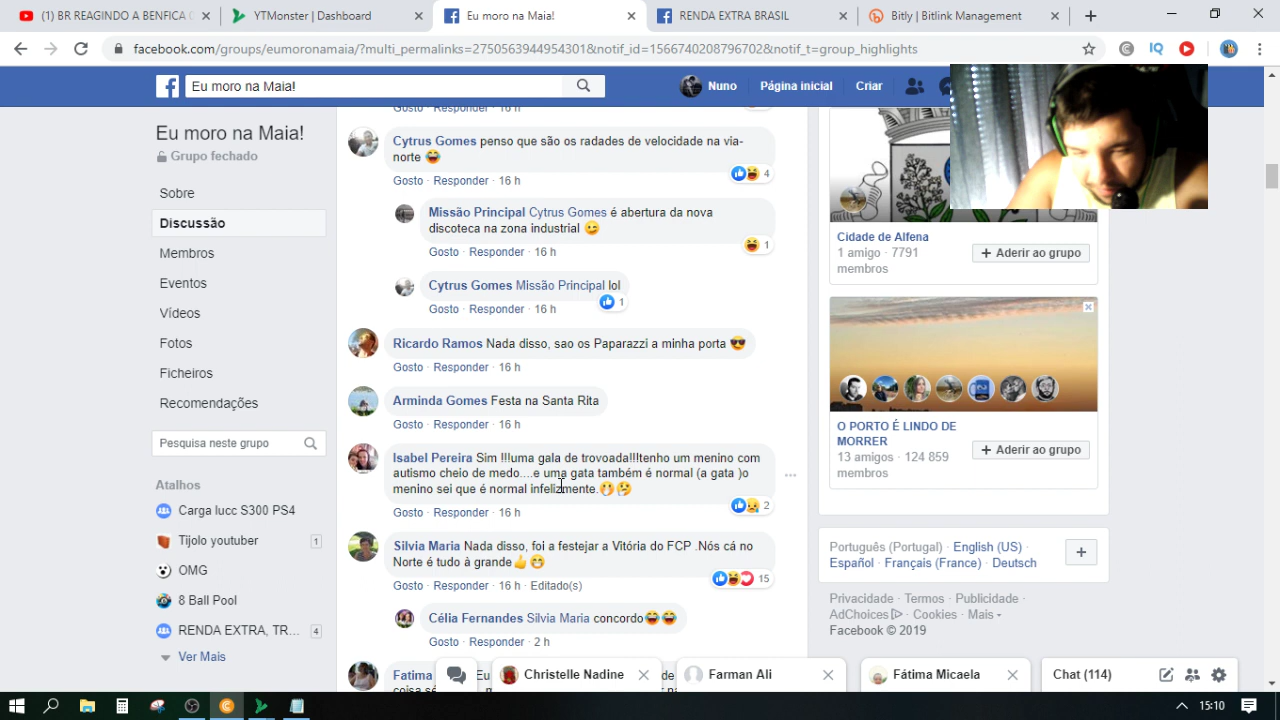 (1) BR REAGINDO A BENFICA
YTMonster | Dashboard
Eu moro na Maia!
RENDA EXTRA BRASIL
Bitly | Bitlink Management
facebook.com/groups/eumoronamaia/?multi_permalinks=2750563944954301&notif_id=1566740208796702&notif_t=group_highlights
Eu moro na Maia!
Nuno
Página inicial
Criar
Eu moro na Maia!
Grupo fechado
Sobre
Discussão
Membros
Eventos
Vídeos
Fotos
Ficheiros
Recomendações
Pesquisa neste grupo
Atalhos
Carga lucc S300 PS4
Tijolo youtuber 1
OMG
8 Ball Pool
RENDA EXTRA, TR... 4
Ver Mais
Gosto · Responder · 16 h
Cytrus Gomes penso que são os radades de velocidade na via-
norte 😂
4
Gosto · Responder · 16 h
Missão Principal Cytrus Gomes é abertura da nova
discoteca na zona industrial 😉
1
Gosto · Responder · 16 h
Cytrus Gomes Missão Principal lol
1
Gosto · Responder · 16 h
Ricardo Ramos Nada disso, sao os Paparazzi a minha porta 😎
Gosto · Responder · 16 h
Arminda Gomes Festa na Santa Rita
Gosto · Responder · 16 h
Isabel Pereira Sim !!!uma gala de trovoada!!!tenho um menino com
autismo cheio de medo....e uma gata também é normal (a gata )o
menino sei que é normal infelizmente.🤭😢
2
Gosto · Responder · 16 h
Silvia Maria Nada disso, foi a festejar a Vitória do FCP .Nós cá no
Norte é tudo à grande👍😁
15
Gosto · Responder · 16 h · Editado(s)
Célia Fernandes Silvia Maria concordo😂😂
Gosto · Responder · 2 h
Fatima
Cidade de Alfena
1 amigo · 7791
membros
+ Aderir ao grupo
O PORTO É LINDO DE
MORRER
13 amigos · 124 859
membros
+ Aderir ao grupo
Português (Portugal) · English (US) ·
Español · Français (France) · Deutsch
Privacidade · Termos · Publicidade ·
AdChoices · Cookies · Mais
Facebook © 2019
Christelle Nadine
Farman Ali
Fátima Micaela
Chat (114)
15:10